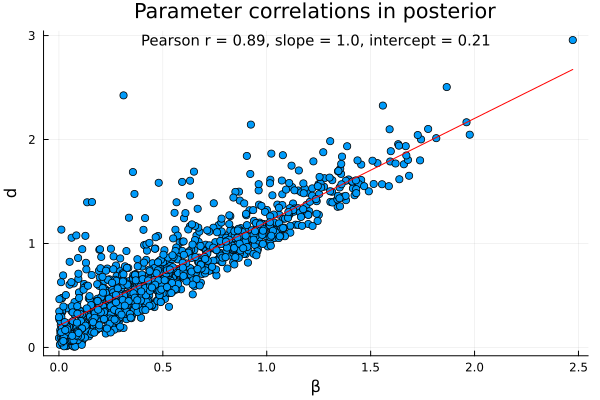 Parameter correlations in posterior
Pearson r = 0.89, slope = 1.0, intercept = 0.21
3
2
1
0
d
0.0 0.5 1.0 1.5 2.0 2.5
β